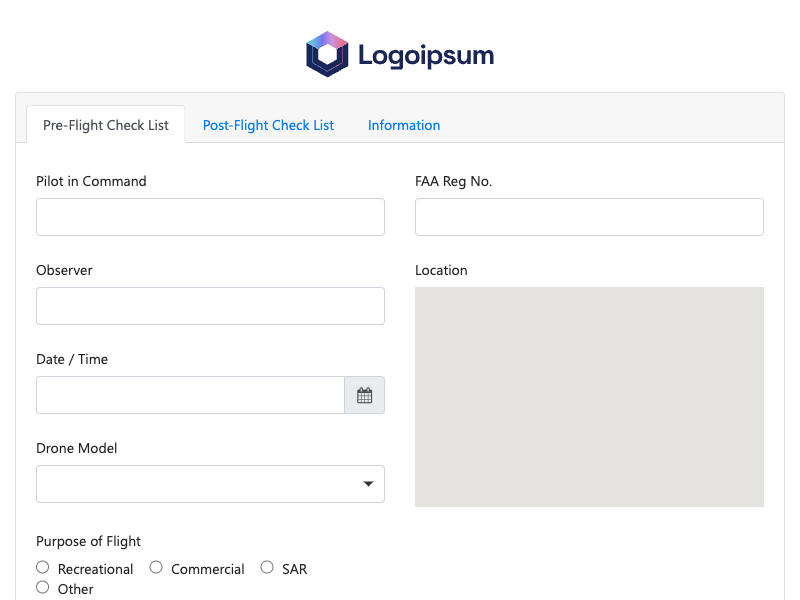 Logoipsum
Pre-Flight Check List Post-Flight Check List Information
Pilot in Command
FAA Reg No.
Observer
Location
Date / Time
Drone Model
Purpose of Flight
Recreational Commercial SAR
Other